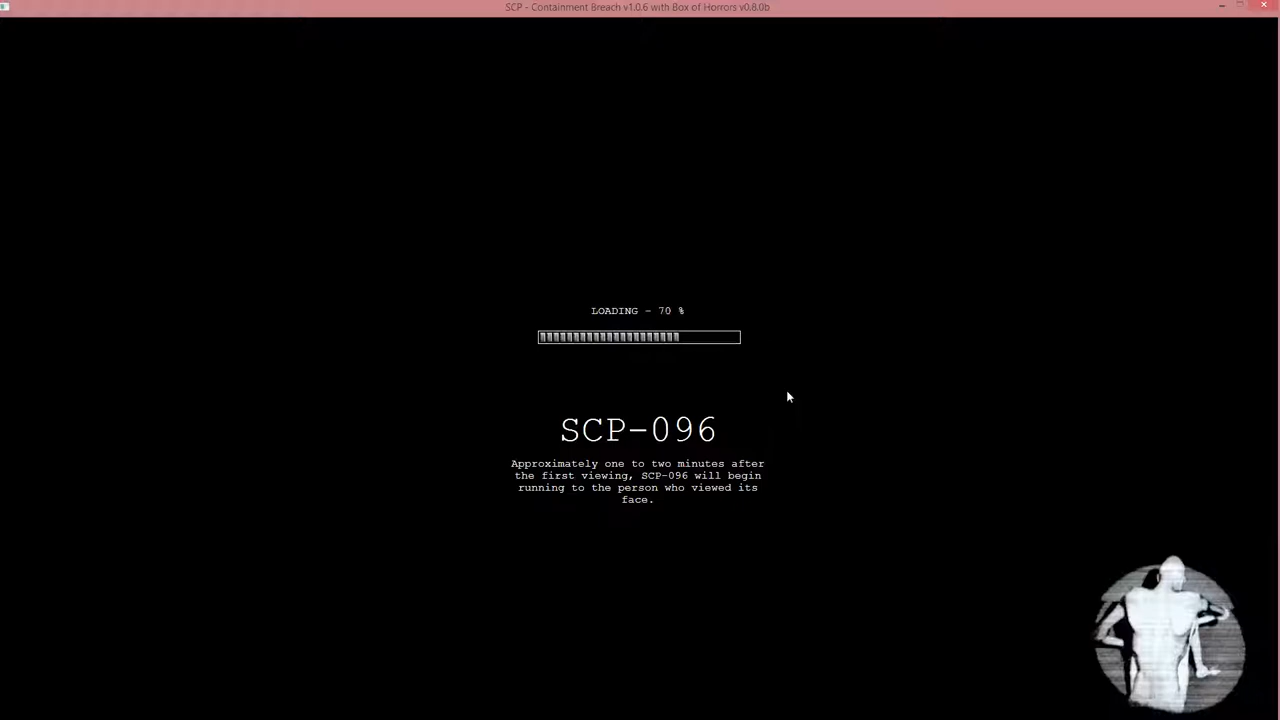 SCP - Containment Breach v1.0.6 with Box of Horrors v0.8.0b
LOADING - 70 %
SCP-096
Approximately one to two minutes after
the first viewing, SCP-096 will begin
running to the person who viewed its
face.